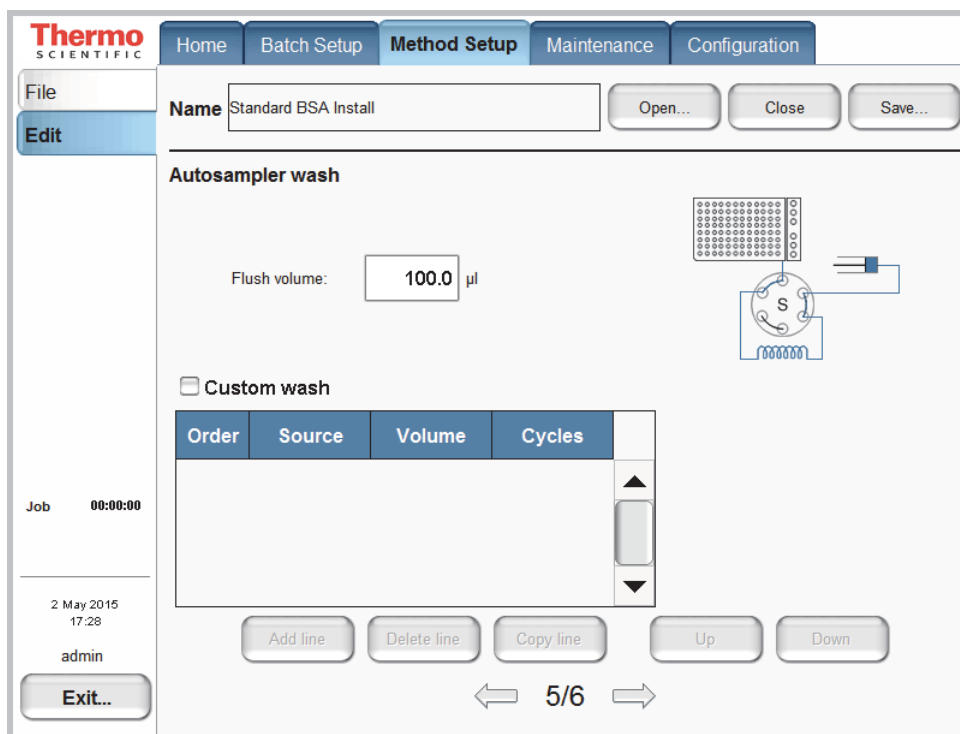 Thermo
SCIENTIFIC
Home Batch Setup Method Setup Maintenance Configuration
File
Edit
Name Standard BSA Install Open... Close Save...
Autosampler wash
Flush volume: 100.0 µl
S
Custom wash
Order Source Volume Cycles
Job 00:00:00
2 May 2015
17:28
admin
Exit...
Add line Delete line Copy line Up Down
5/6